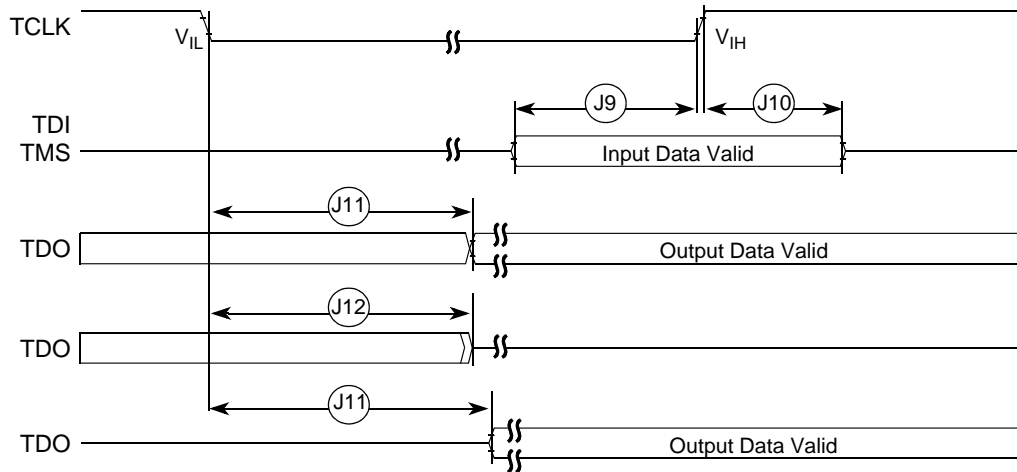 TCLK
VIL
VIH
J9
J10
TDI
TMS
Input Data Valid
J11
TDO
Output Data Valid
J12
TDO
J11
TDO
Output Data Valid